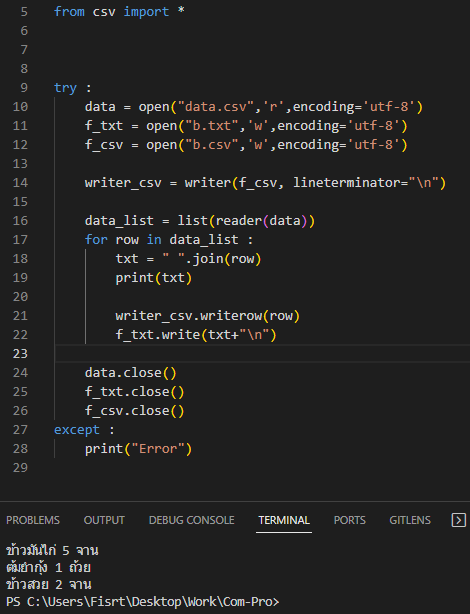 5 from csv import *
6
7
8
9 try :
10 data = open("data.csv",'r',encoding='utf-8')
11 f_txt = open("b.txt",'w',encoding='utf-8')
12 f_csv = open("b.csv",'w',encoding='utf-8')
13
14 writer_csv = writer(f_csv, lineterminator="\n")
15
16 data_list = list(reader(data))
17 for row in data_list :
18 txt = " ".join(row)
19 print(txt)
20
21 writer_csv.writerow(row)
22 f_txt.write(txt+"\n")
23
24 data.close()
25 f_txt.close()
26 f_csv.close()
27 except :
28 print("Error")
29
PROBLEMS OUTPUT DEBUG CONSOLE TERMINAL PORTS GITLENS
ข้าวมันไก่ 5 จาน
ต้มยำกุ้ง 1 ถ้วย
ข้าวสวย 2 จาน
PS C:\Users\Fisrt\Desktop\Work\Com-Pro>